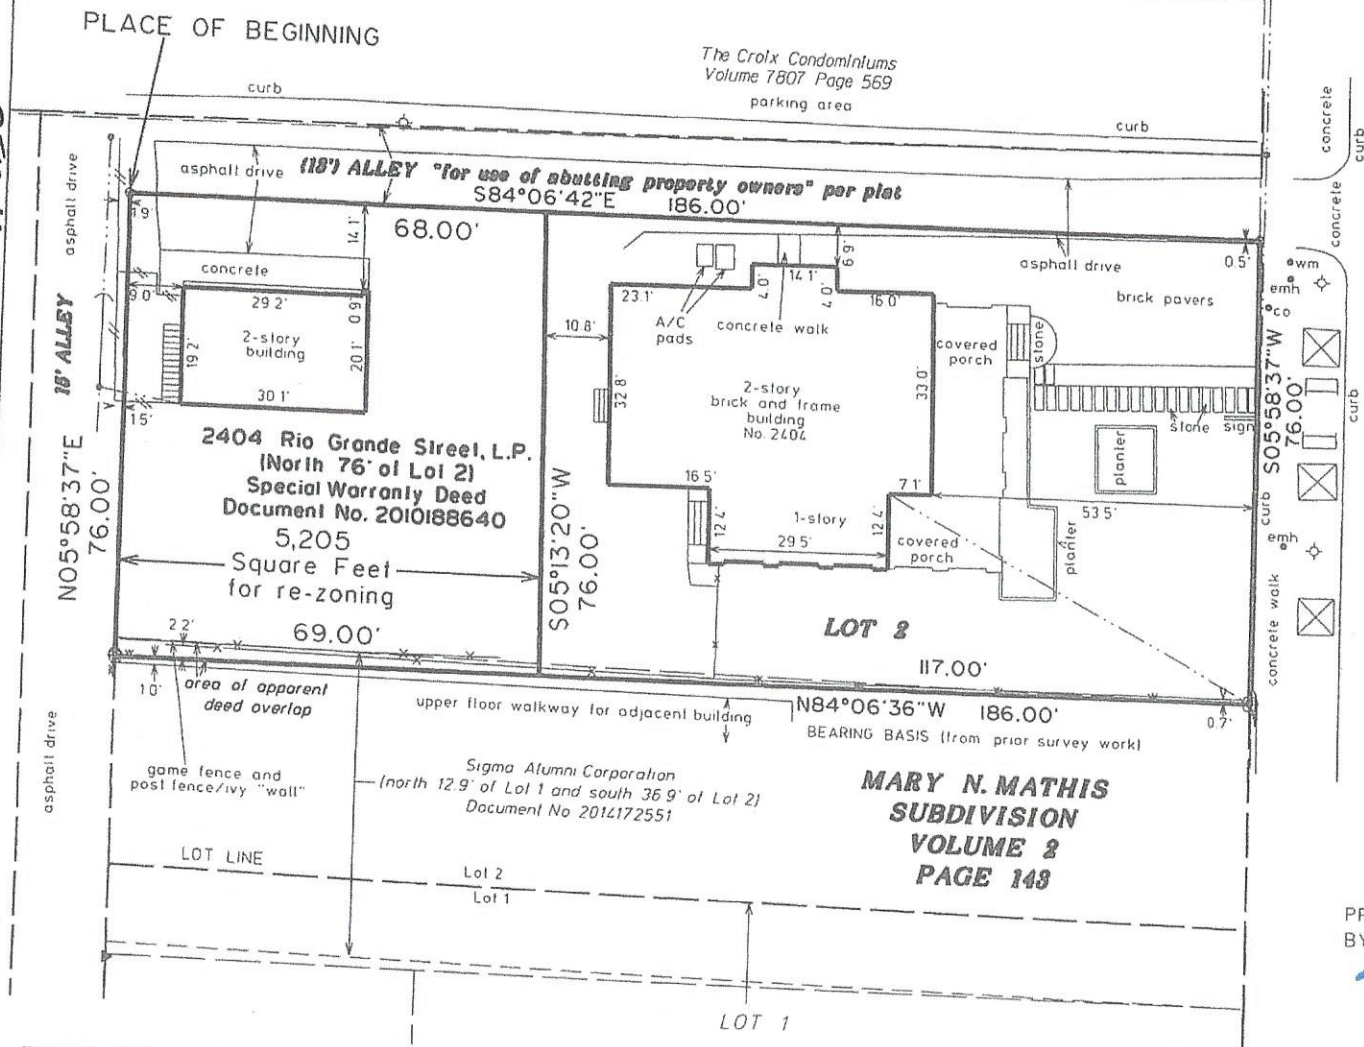 PLACE OF BEGINNING
The Croix Condominiums
Volume 7807 Page 569
parking area
curb
curb
concrete
curb
asphalt drive
asphalt drive
(18') ALLEY "for use of abutting property owners" per plat
S84°06'42"E 186.00'
1 9'
14 1'
68.00'
6.9'
asphalt drive
0.5'
wm
emh
co
concrete
concrete
9 0'
29 2'
0 9'
23.1'
4.0'
14 1'
4.0'
16 0'
brick pavers
16' ALLEY
2-story
building
19 2'
20 1'
30 1'
1 5'
10 8'
A/C
pads
concrete walk
covered
porch
stone
S05°58'37"W
76.00'
curb
32 8'
2-story
brick and frame
building
No. 2404
33 0'
stone
sign
planter
N05°58'37"E
76.00'
2404 Rio Grande Street, L.P.
(North 76' of Lot 2)
Special Warranty Deed
Document No. 2010188640
5,205
Square Feet
for re-zoning
69.00'
S05°13'20"W
76.00'
16 5'
12 4'
1-story
29 5'
7 1'
12 4'
53 5'
covered
porch
planter
curb
emh
concrete walk
LOT 2
117.00'
2 2'
1 0'
area of apparent
deed overlap
upper floor walkway for adjacent building
N84°06'36"W 186.00'
BEARING BASIS (from prior survey work)
0.7'
asphalt drive
game fence and
post fence/ivy "wall"
Sigma Alumni Corporation
(north 12.9' of Lot 1 and south 36 9' of Lot 2)
Document No 2014172551
MARY N. MATHIS
SUBDIVISION
VOLUME 2
PAGE 143
LOT LINE
Lot 2
Lot 1
LOT 1